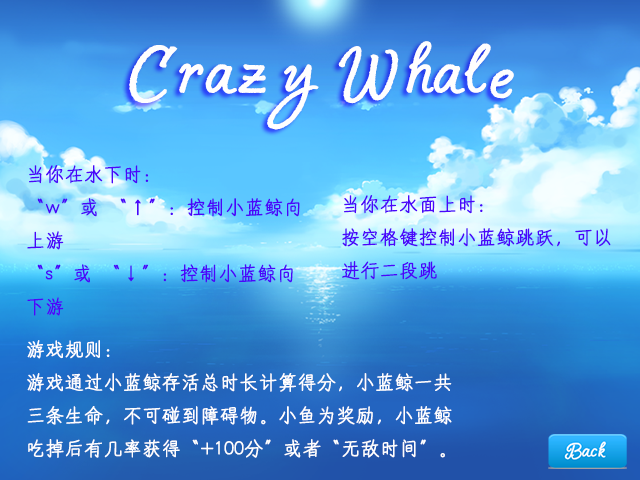 Crazy Whale
当你在水下时：
“w”或 “↑”：控制小蓝鲸向
上游
“s”或 “↓”：控制小蓝鲸向
下游
当你在水面上时：
按空格键控制小蓝鲸跳跃，可以
进行二段跳
游戏规则：
游戏通过小蓝鲸存活总时长计算得分，小蓝鲸一共
三条生命，不可碰到障碍物。小鱼为奖励，小蓝鲸
吃掉后有几率获得“+100分”或者“无敌时间”。
Back